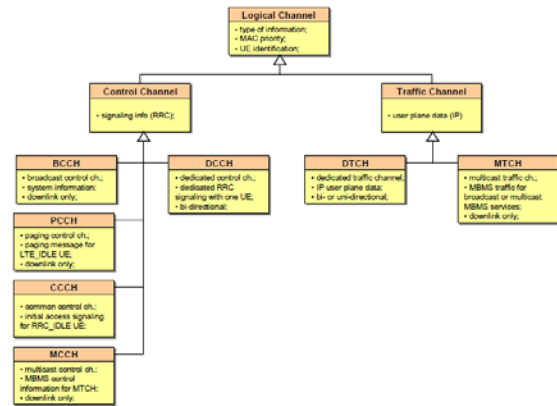 Logical Channel
• type of information;
• MAC priority;
• UE identification;
Control Channel
• signaling info (RRC);
Traffic Channel
• user plane data (IP)
BCCH
• broadcast control ch.;
• system information;
• downlink only;
DCCH
• dedicated control ch.;
• dedicated RRC
signaling with one UE;
• bi-directional;
DTCH
• dedicated traffic channel;
• IP user plane data;
• bi- or uni-directional;
MTCH
• multicast traffic ch.;
• MBMS traffic for
broadcast or multicast
MBMS services;
• downlink only;
PCCH
• paging control ch.;
• paging message for
LTE_IDLE UE;
• downlink only;
CCCH
• common control ch.;
• initial access signaling
for RRC_IDLE UE;
MCCH
• multicast control ch.;
• MBMS control
information for MTCH;
• downlink only;